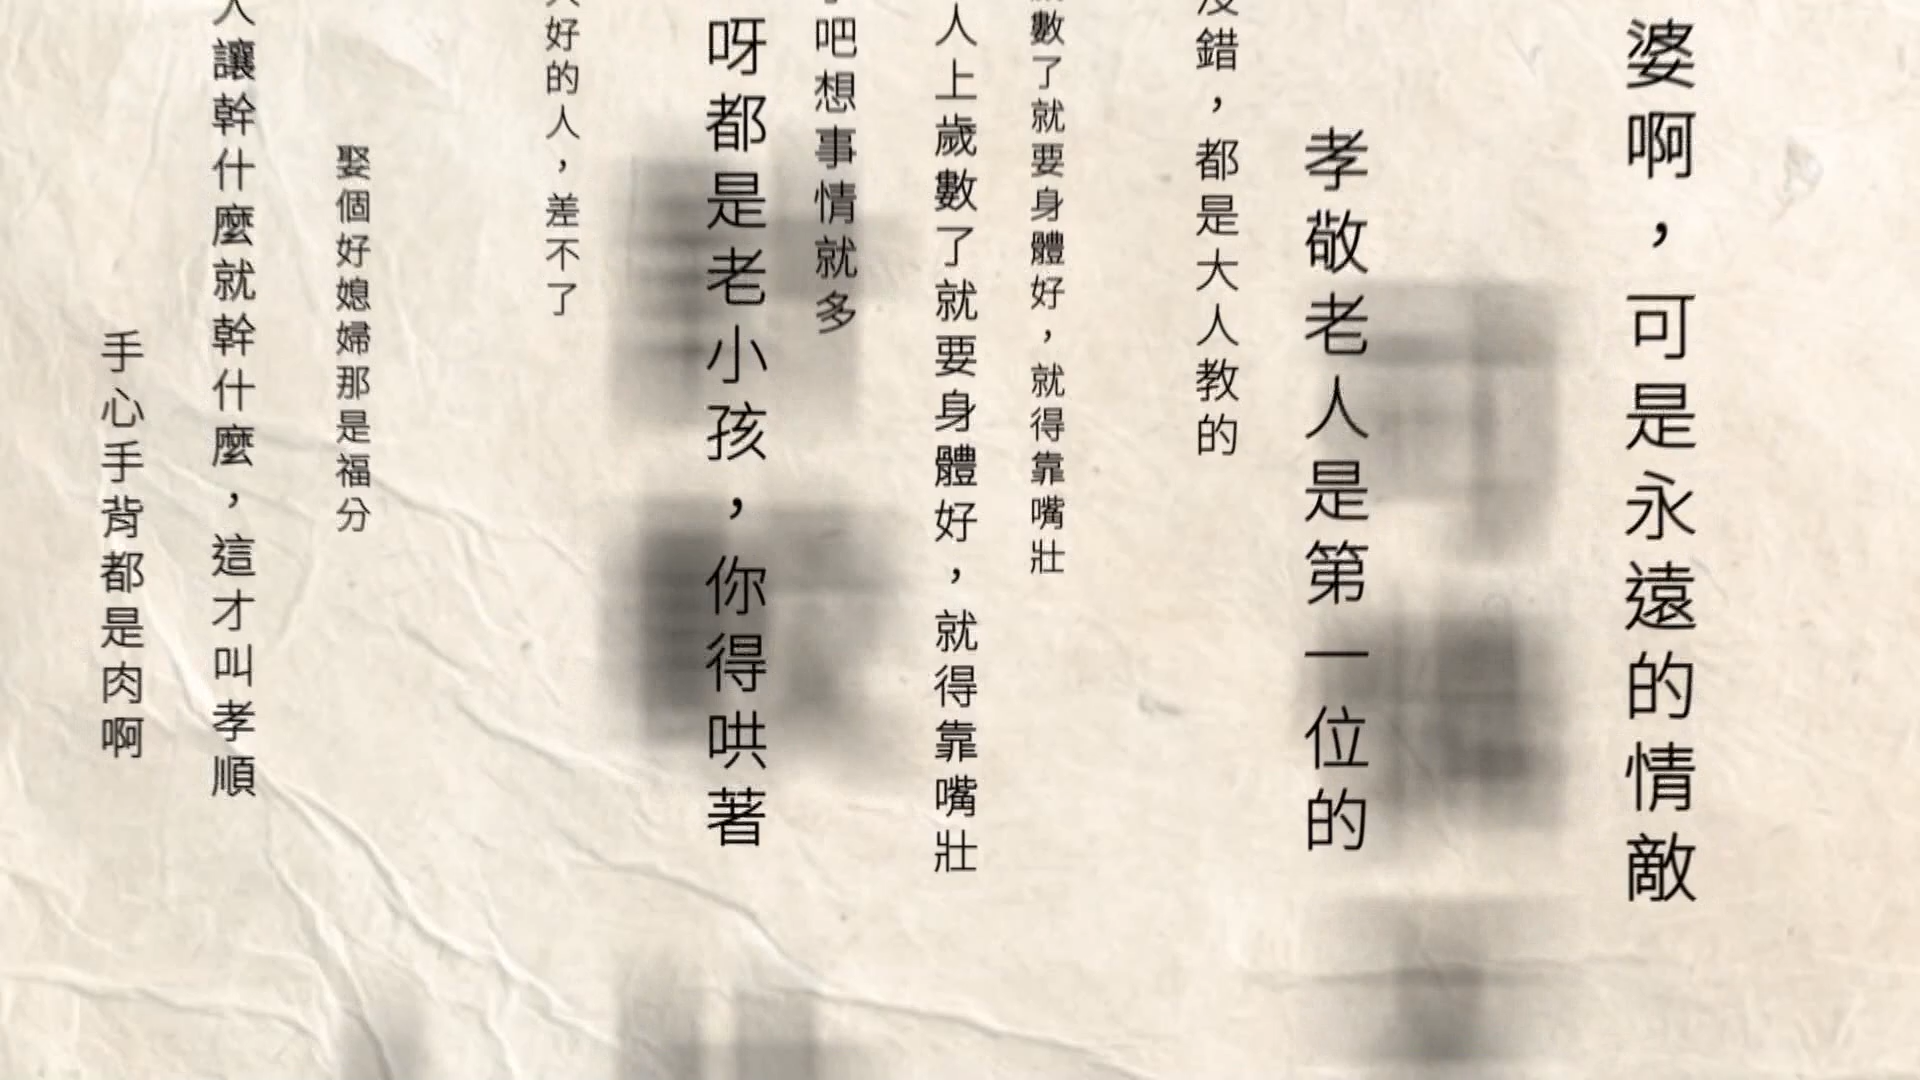 婆啊，可是永遠的情敵
孝敬老人是第一位的
錯，都是大人教的
數了就要身體好，就得靠嘴壯
人上歲數了就要身體好，就得靠嘴壯
吧想事情就多
呀都是老小孩，你得哄著
好的人，差不了
娶個好媳婦那是福分
讓幹什麼就幹什麼，這才叫孝順
手心手背都是肉啊